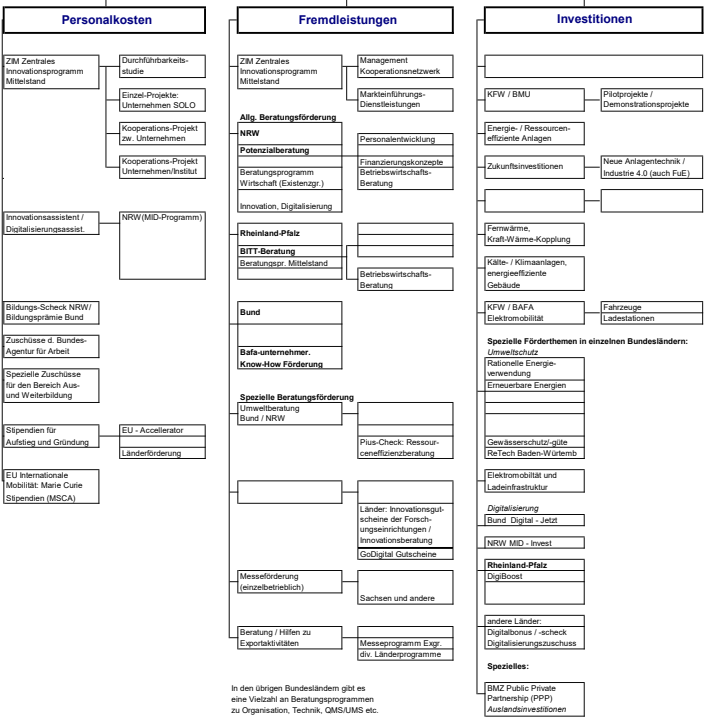 Personalkosten
ZIM Zentrales
Innovationsprogramm
Mittelstand
Durchführbarkeits-
studie
Einzel-Projekte:
Unternehmen SOLO
Kooperations-Projekt
zw. Unternehmen
Kooperations-Projekt
Unternehmen/Institut
Innovationsassistent /
Digitalisierungsassist.
NRW(MID-Programm)
Bildungs-Scheck NRW/
Bildungsprämie Bund
Zuschüsse d. Bundes-
Agentur für Arbeit
Spezielle Zuschüsse
für den Bereich Aus-
und Weiterbildung
Stipendien für
Aufstieg und Gründung
EU - Accellerator
Länderförderung
EU Internationale
Mobilität: Marie Curie
Stipendien (MSCA)
Fremdleistungen
ZIM Zentrales
Innovationsprogramm
Mittelstand
Management
Kooperationsnetzwerk
Markteinführungs-
Dienstleistungen
Allg. Beratungsförderung
NRW
Potenzialberatung
Beratungsprogramm
Wirtschaft (Existenzgr.)
Innovation, Digitalisierung
Personalentwicklung
Finanzierungskonzepte
Betriebswirtschafts-
Beratung
Rheinland-Pfalz
BITT-Beratung
Beratungspr. Mittelstand
Betriebswirtschafts-
Beratung
Bund
Bafa-unternehmer.
Know-How Förderung
Spezielle Beratungsförderung
Umweltberatung
Bund / NRW
Pius-Check: Ressour-
ceneffizienzberatung
Länder: Innovationsgut-
scheine der Forsch-
ungseinrichtungen /
Innovationsberatung
GoDigital Gutscheine
Messeförderung
(einzelbetrieblich)
Sachsen und andere
Beratung / Hilfen zu
Exportaktivitäten
Messeprogramm Exgr.
div. Länderprogramme
In den übrigen Bundesländern gibt es
eine Vielzahl an Beratungsprogrammen
zu Organisation, Technik, QMS/UMS etc.
Investitionen
KFW / BMU
Pilotprojekte /
Demonstrationsprojekte
Energie- / Ressourcen-
effiziente Anlagen
Zukunftsinvestitionen
Neue Anlagentechnik /
Industrie 4.0 (auch FuE)
Fernwärme,
Kraft-Wärme-Kopplung
Kälte- / Klimaanlagen,
energieeffiziente
Gebäude
KFW / BAFA
Elektromobilität
Fahrzeuge
Ladestationen
Spezielle Förderthemen in einzelnen Bundesländern:
Umweltschutz
Rationelle Energie-
verwendung
Erneuerbare Energien
Gewässerschutz/-güte
ReTech Baden-Würtemb
Elektromobiltät und
Ladeinfrastruktur
Digitalisierung
Bund Digital - Jetzt
NRW MID - Invest
Rheinland-Pfalz
DigiBoost
andere Länder:
Digitalbonus / -scheck
Digitalisierungszuschuss
Spezielles:
BMZ Public Private
Partnership (PPP)
Auslandsinvestitionen